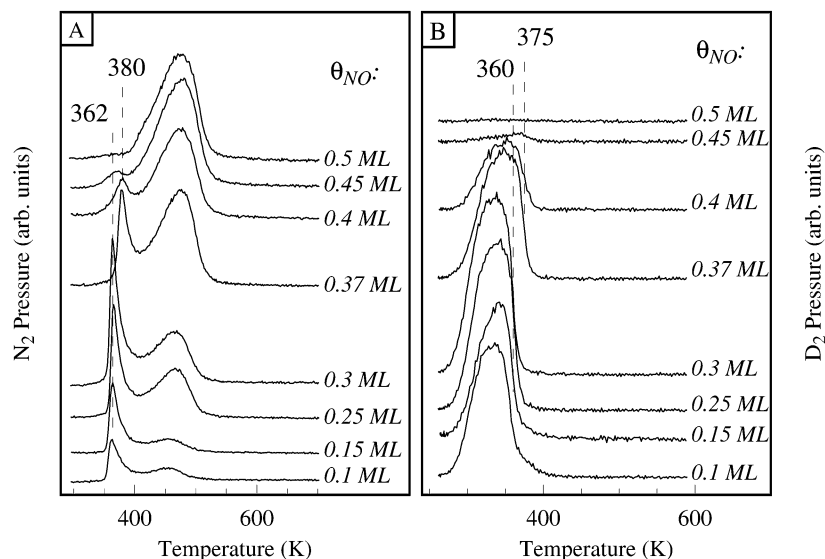 A
θNO:
380
362
0.5 ML
0.45 ML
0.4 ML
0.37 ML
0.3 ML
0.25 ML
0.15 ML
0.1 ML
400
600
Temperature (K)
N2 Pressure (arb. units)
B
375
θNO:
360
0.5 ML
0.45 ML
0.4 ML
0.37 ML
0.3 ML
0.25 ML
0.15 ML
0.1 ML
400
600
Temperature (K)
D2 Pressure (arb. units)